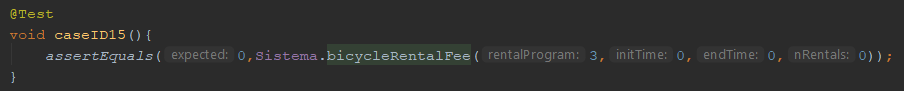 @Test
void caseID15(){
assertEquals( expected: 0,Sistema.bicycleRentalFee( rentalProgram: 3, initTime: 0, endTime: 0, nRentals: 0));
}